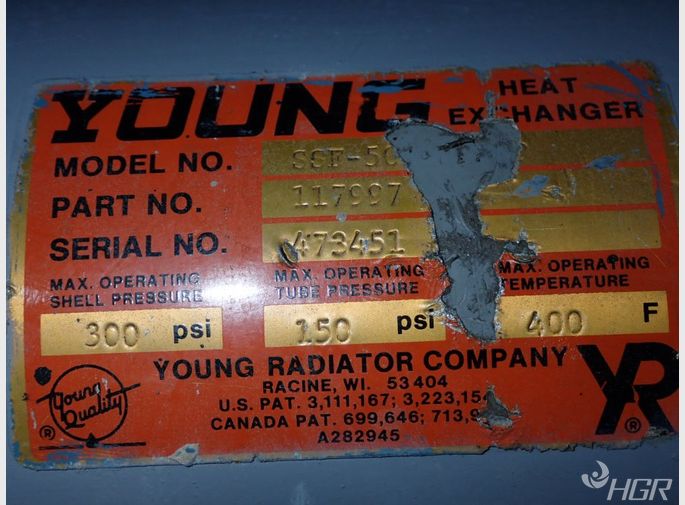 YOUNG HEAT EXCHANGER
MODEL NO.
PART NO. 117997
SERIAL NO. 473451
MAX. OPERATING SHELL PRESSURE
300 psi
MAX. OPERATING TUBE PRESSURE
150 psi
MAX. OPERATING TEMPERATURE
400 F
YOUNG RADIATOR COMPANY
RACINE, WI. 53404
U.S. PAT. 3,111,167; 3,223,154
CANADA PAT. 699,646;
A282945
Young Quality ®
YR ®
HGR